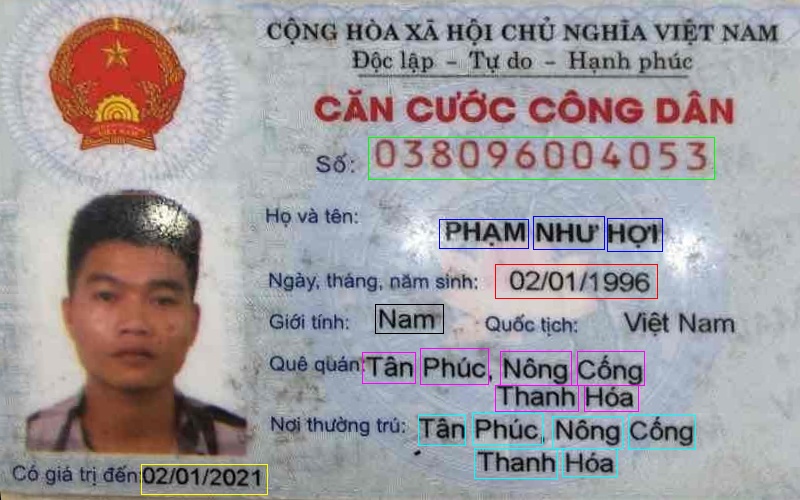 CỘNG HÒA XÃ HỘI CHỦ NGHĨA VIỆT NAM
Độc lập - Tự do - Hạnh phúc
CĂN CƯỚC CÔNG DÂN
Số: 038096004053
Họ và tên:
PHẠM NHƯ HỢI
Ngày, tháng, năm sinh: 02/01/1996
Giới tính: Nam Quốc tịch: Việt Nam
Quê quán: Tân Phúc, Nông Cống
Thanh Hóa
Nơi thường trú: Tân Phúc, Nông Cống
Thanh Hóa
Có giá trị đến: 02/01/2021